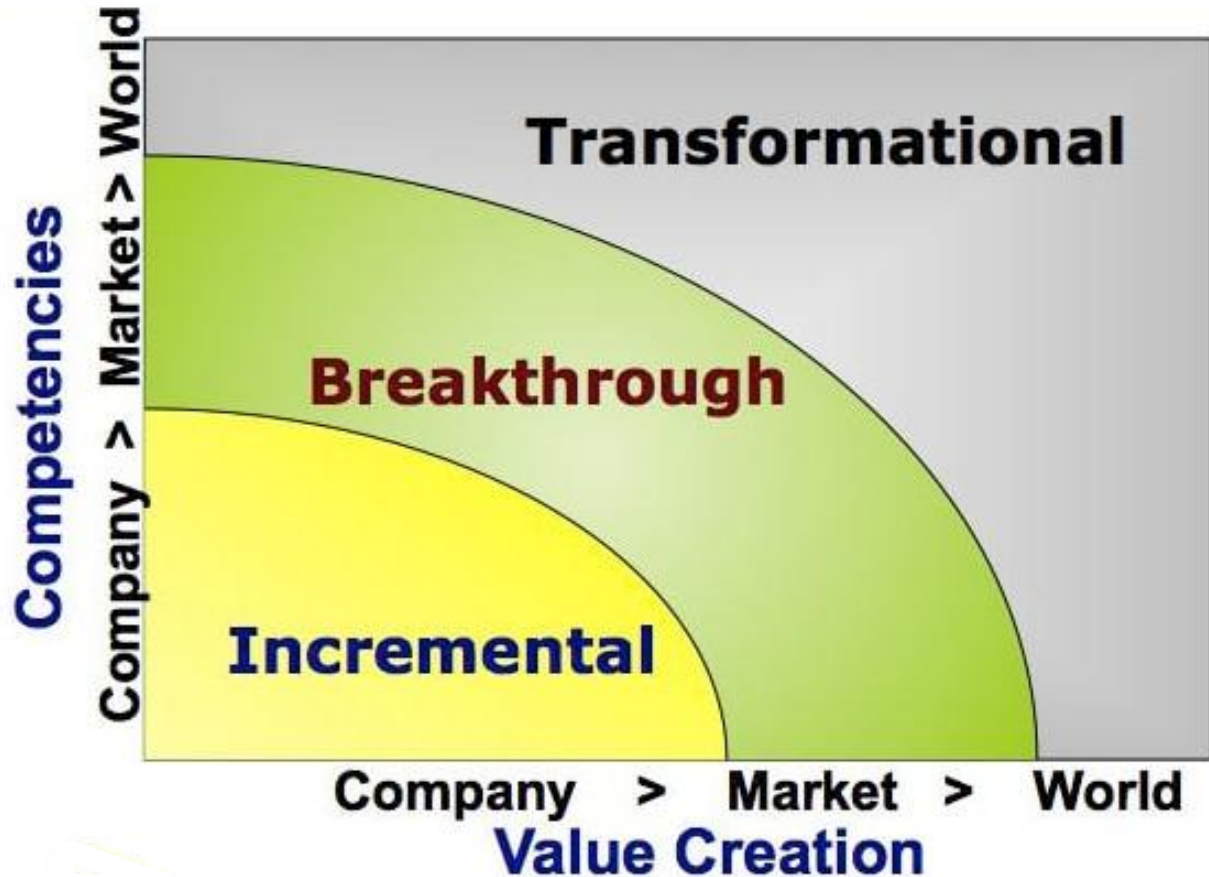 Competencies
Company > Market > World
Transformational
Breakthrough
Incremental
Company > Market > World
Value Creation